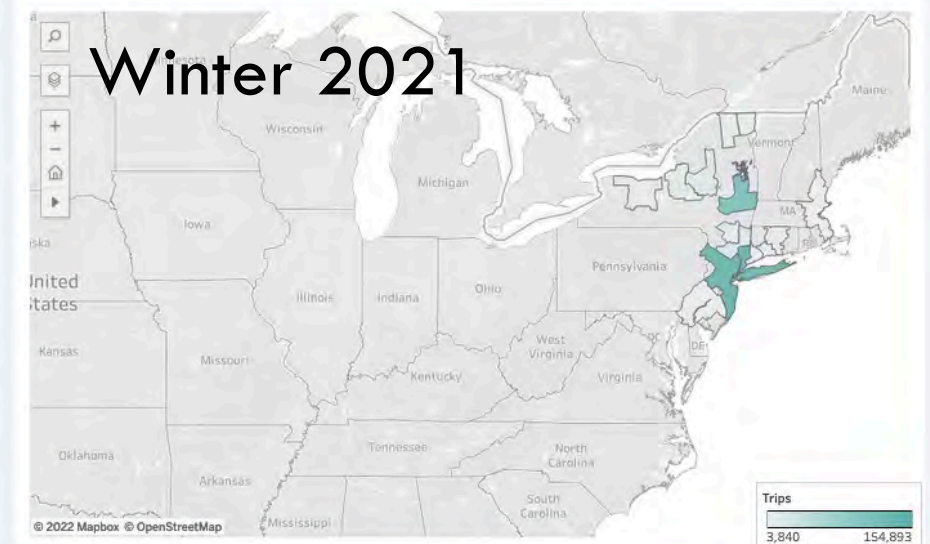 Winter 2021
Minnesota
Maine
Wisconsin
Vermont
Michigan
Iowa
MA
United
States
Pennsylvania
Illinois
Indiana
Ohio
Kansas
Missouri
West
Virginia
DE
Kentucky
Virginia
Oklahoma
Tennessee
North
Carolina
Arkansas
South
Carolina
Mississippi
© 2022 Mapbox © OpenStreetMap
Trips
3,840 154,893